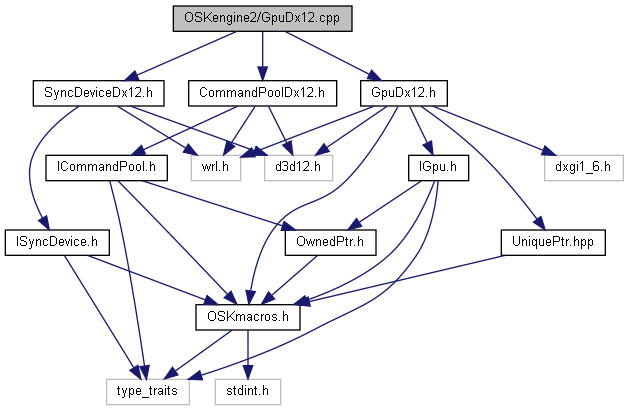 OSKengine2/GpuDx12.cpp
SyncDeviceDx12.h
CommandPoolDx12.h
GpuDx12.h
ICommandPool.h
wrl.h
d3d12.h
IGpu.h
dxgi1_6.h
ISyncDevice.h
OwnedPtr.h
UniquePtr.hpp
OSKmacros.h
type_traits
stdint.h